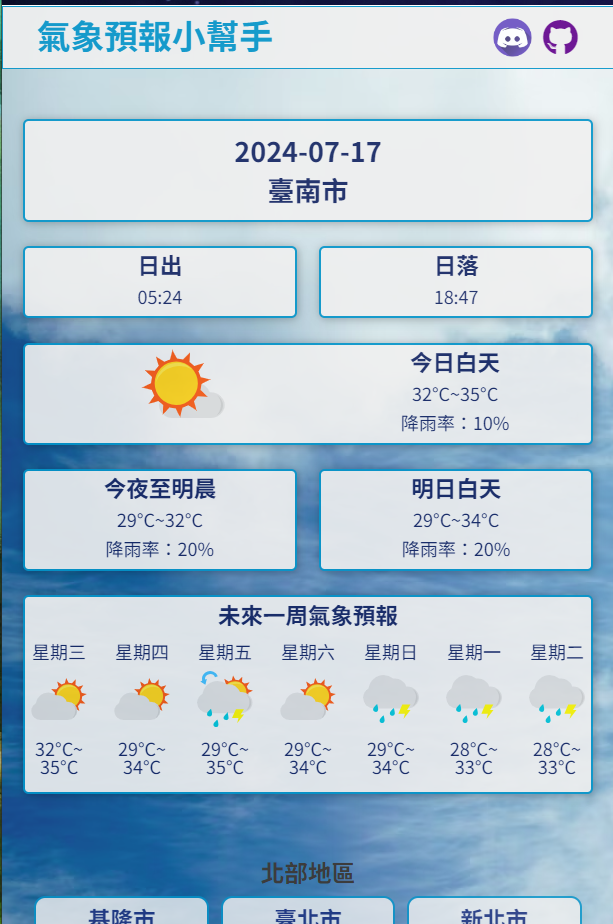 氣象預報小幫手
2024-07-17
臺南市
日出
05:24
日落
18:47
今日白天
32°C~35°C
降雨率：10%
今夜至明晨
29°C~32°C
降雨率：20%
明日白天
29°C~34°C
降雨率：20%
未來一周氣象預報
星期三 星期四 星期五 星期六 星期日 星期一 星期二
32°C~ 29°C~ 29°C~ 29°C~ 29°C~ 28°C~ 28°C~
35°C 34°C 35°C 34°C 34°C 33°C 33°C
北部地區
基隆市 臺北市 新北市